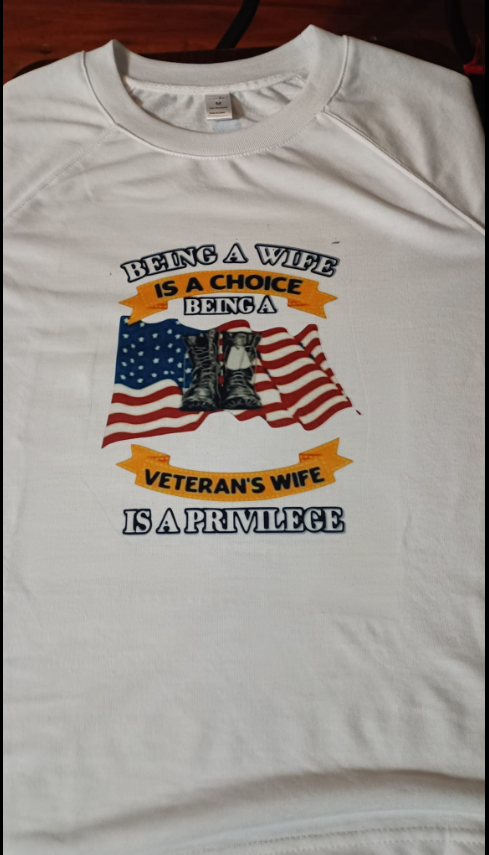 BEING A WIFE
IS A CHOICE
BEING A
VETERAN'S WIFE
IS A PRIVILEGE